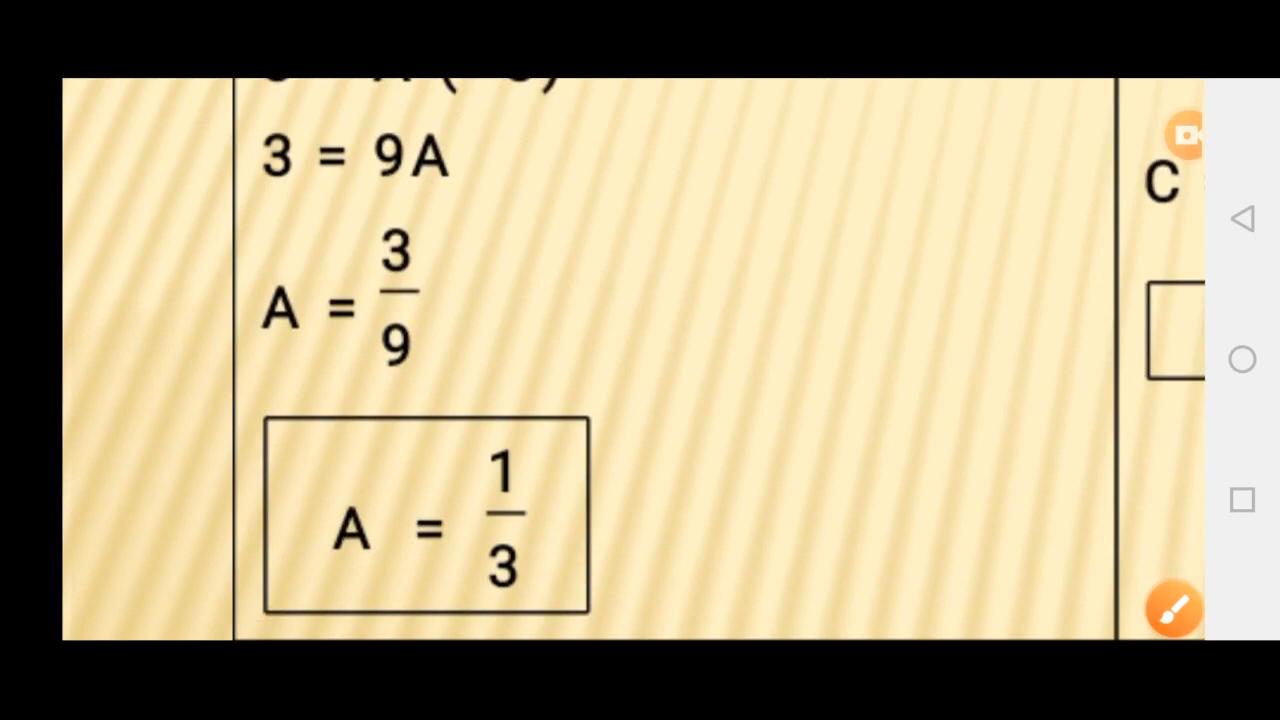 3 = 9A
A = 3/9
A = 1/3
C